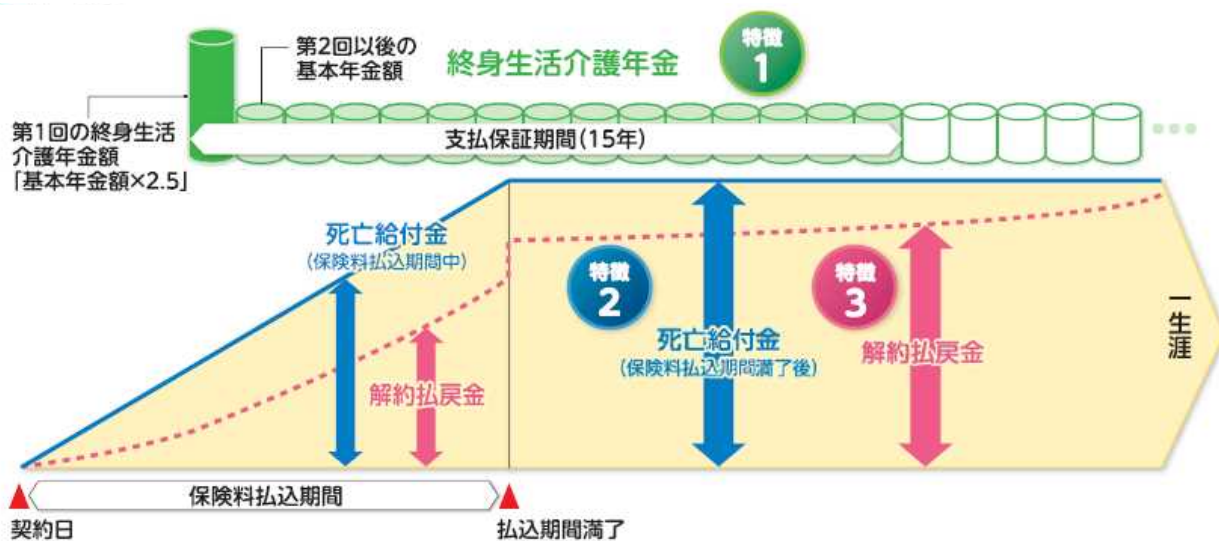 第2回以後の
基本年金額
終身生活介護年金
特徴
1
第1回の終身生活
介護年金額
「基本年金額×2.5」
支払保証期間(15年)
死亡給付金
(保険料払込期間中)
特徴
2
特徴
3
死亡給付金
(保険料払込期間満了後)
解約払戻金
解約払戻金
一生涯
保険料払込期間
契約日
払込期間満了